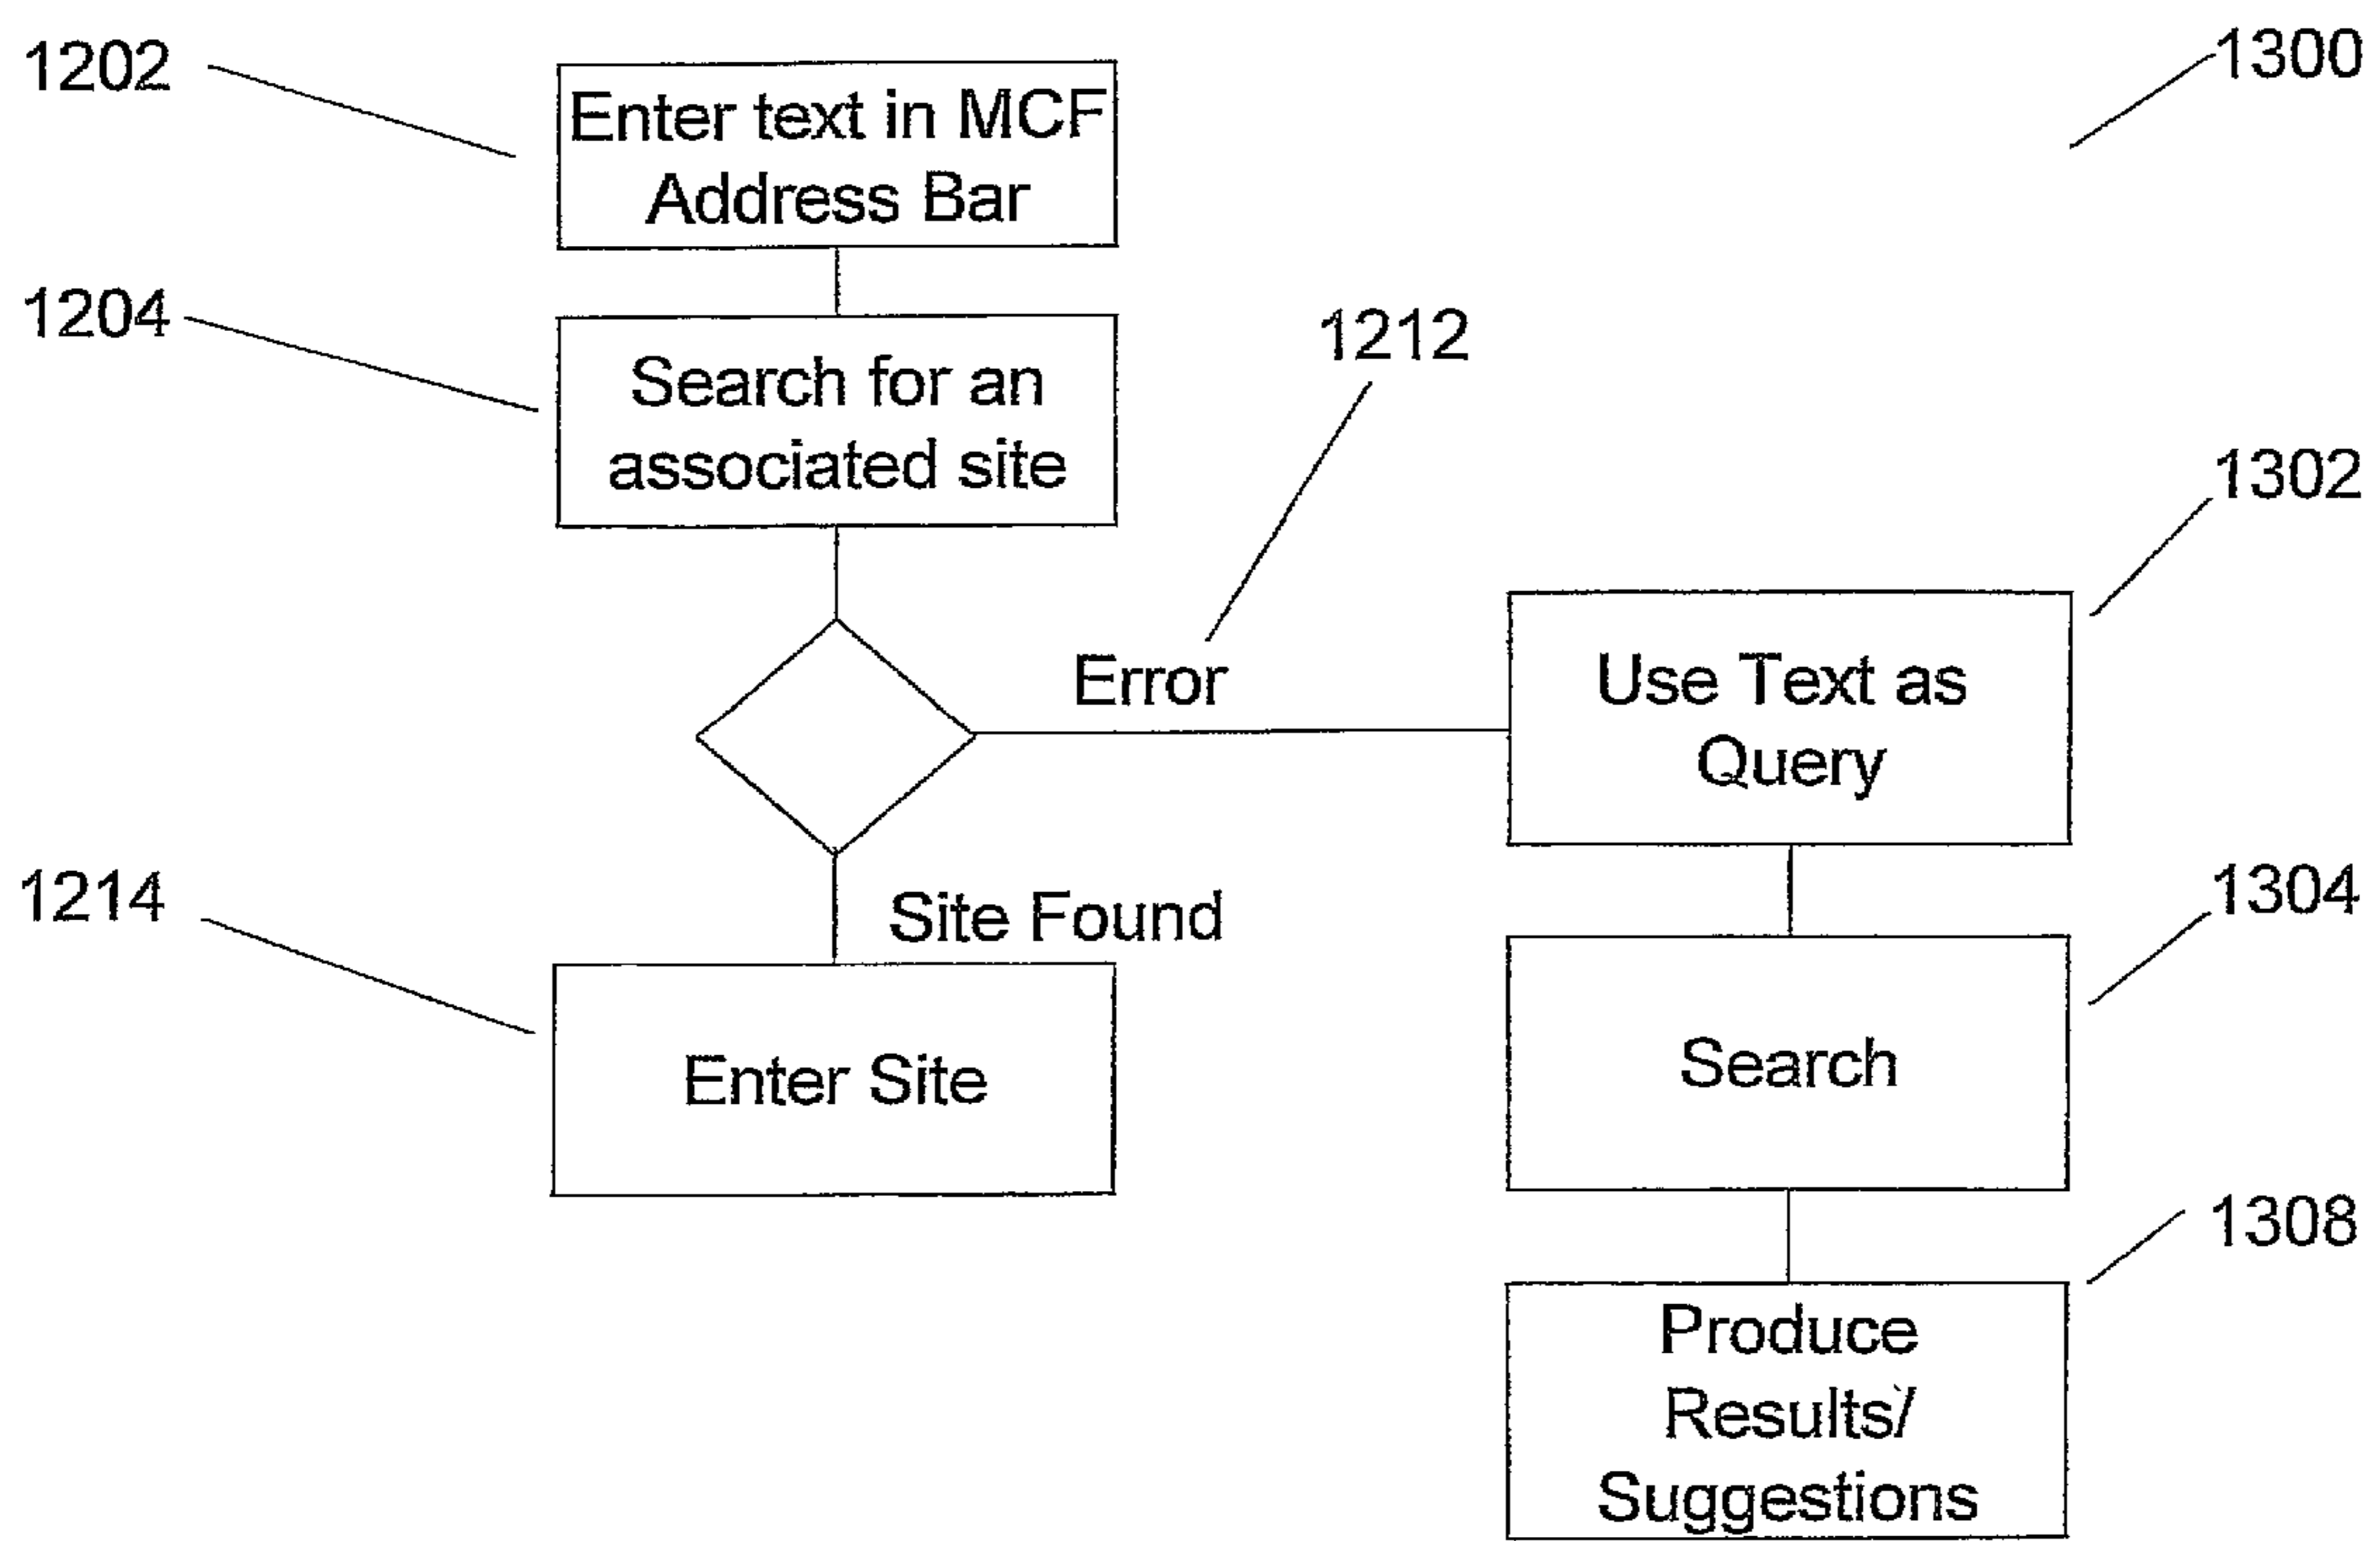 1202
1300
Enter text in MCF
Address Bar
1204
Search for an
associated site
1212
1302
Error
Use Text as
Query
1214
Site Found
1304
Enter Site
Search
1308
Produce
Results/
Suggestions